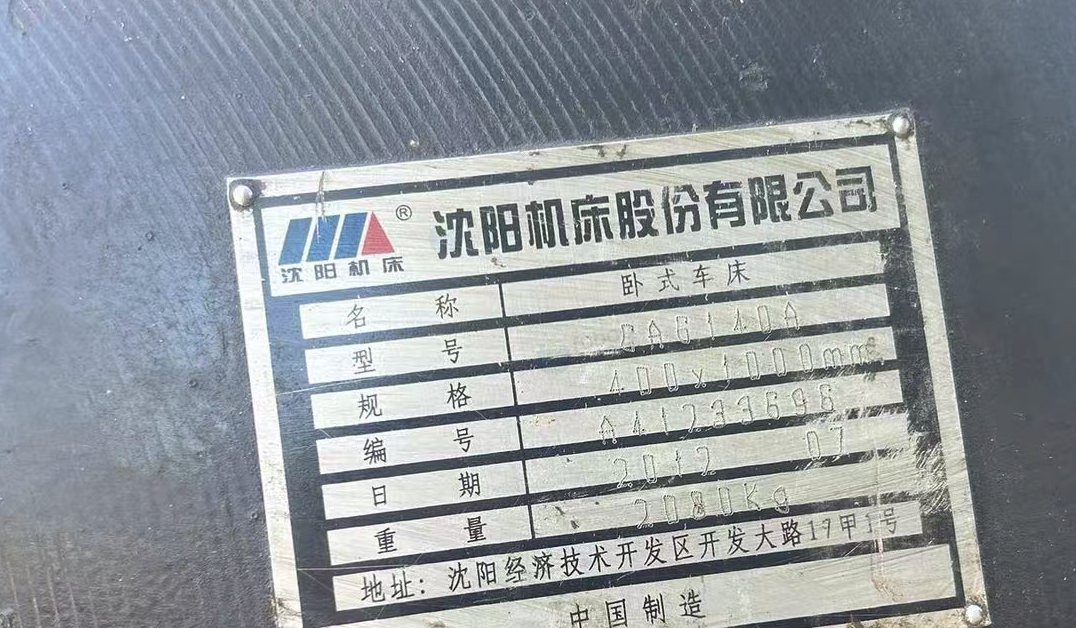 沈阳机床 ® 沈阳机床股份有限公司
名称 卧式车床
型号 CA6140A
规格 400x1000mm
编号 A41233696
日期 2012 07
重量 2080Kg
地址：沈阳经济技术开发区开发大路17甲1号
中国制造